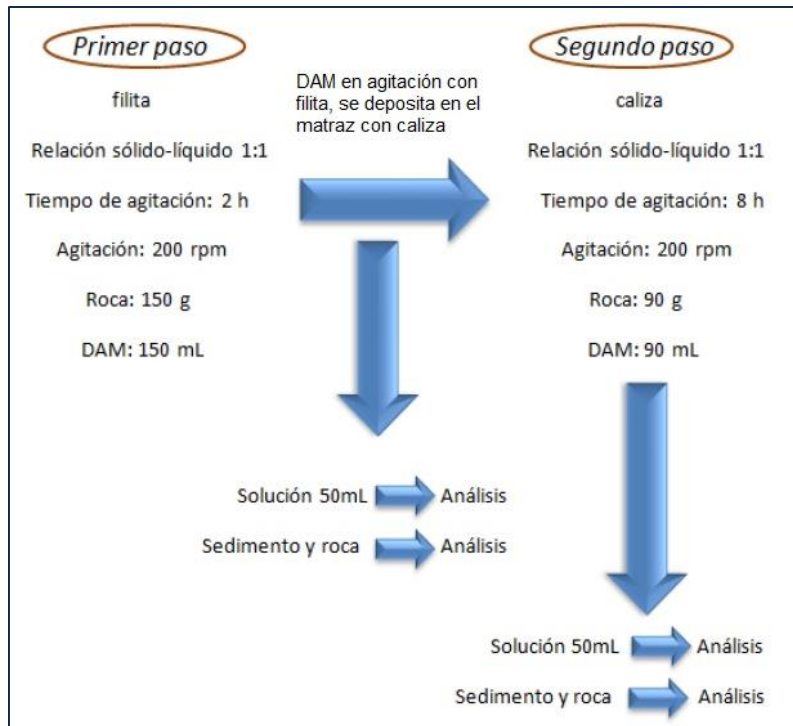 Primer paso
filita
Relación sólido-líquido 1:1
Tiempo de agitación: 2 h
Agitación: 200 rpm
Roca: 150 g
DAM: 150 mL
DAM en agitación con
filita, se deposita en el
matraz con caliza
Segundo paso
caliza
Relación sólido-líquido 1:1
Tiempo de agitación: 8 h
Agitación: 200 rpm
Roca: 90 g
DAM: 90 mL
Solución 50mL Análisis
Sedimento y roca Análisis
Solución 50mL Análisis
Sedimento y roca Análisis